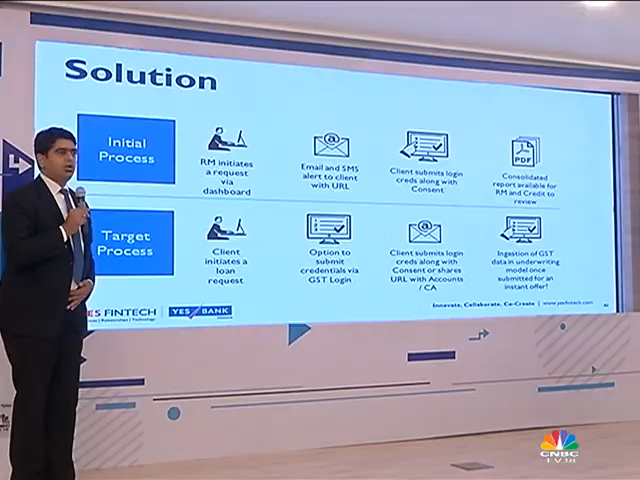 Solution
Initial
Process
RM initiates
a request
via
dashboard
Email and SMS
alert to client
with URL
Client submits login
creds along with
Consent
PDF
Consolidated
report available for
RM and Credit to
review
Target
Process
Client
initiates a
loan
request
Option to
submit
credentials via
GST Login
Client submits login
creds along with
Consent or shares
URL with Accounts
/ CA
Ingestion of GST
data in underwriting
model once
submitted for an
instant offer!
ES FINTECH
YES BANK
Innovate, Collaborate, Co-Create | www.yesfintech.com
CNBC
TV18